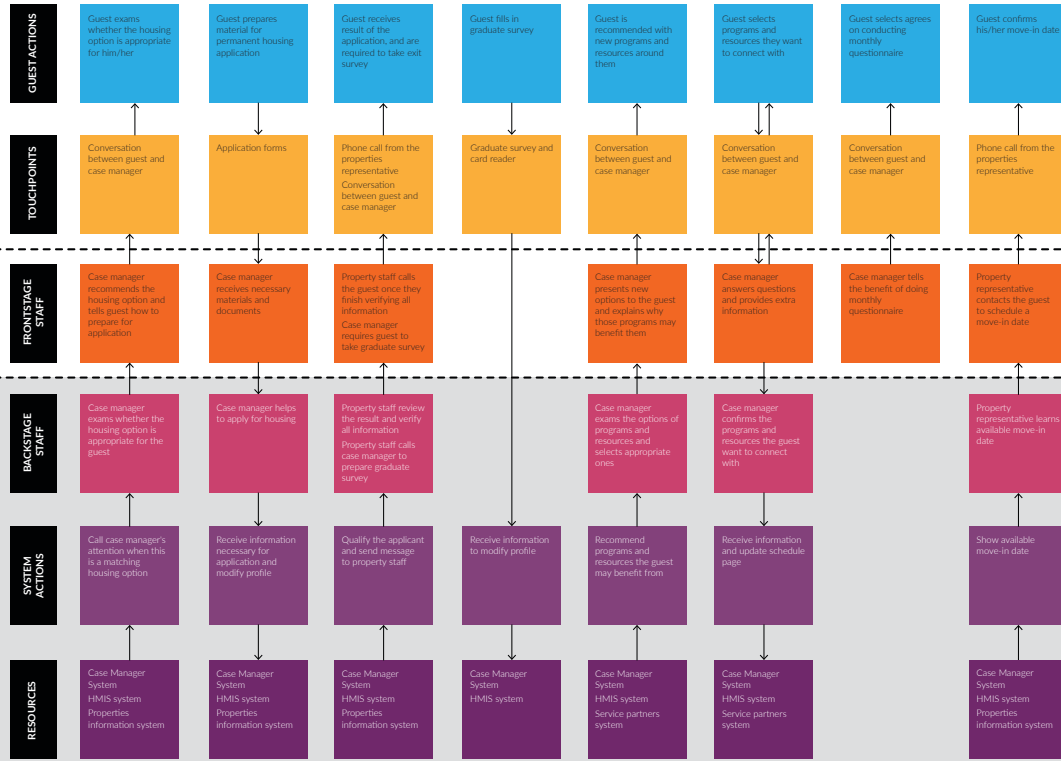 GUEST ACTIONS
Guest exams
whether the housing
option is appropriate
for him/her
Guest prepares
material for
permanent housing
application
Guest receives
result of the
application, and are
required to take exit
survey
Guest fills in
graduate survey
Guest is
recommended with
new programs and
resources around
them
Guest selects
programs and
resources they want
to connect with
Guest selects agrees
on conducting
monthly
questionnaire
Guest confirms
his/her move-in date
TOUCHPOINTS
Conversation
between guest and
case manager
Application forms
Phone call from the
properties
representative
Conversation
between guest and
case manager
Graduate survey and
card reader
Conversation
between guest and
case manager
Conversation
between guest and
case manager
Conversation
between guest and
case manager
Phone call from the
properties
representative
FRONTSTAGE
STAFF
Case manager
recommends the
housing option and
tells guest how to
prepare for
application
Case manager
receives necessary
materials and
documents
Property staff calls
the guest once they
finish verifying all
information
Case manager
requires guest to
take graduate survey
Case manager
presents new
options to the guest
and explains why
those programs may
benefit them
Case manager
answers questions
and provides extra
information
Case manager tells
the benefit of doing
monthly
questionnaire
Property
representative
contacts the guest
to schedule a
move-in date
BACKSTAGE
STAFF
Case manager
exams whether the
housing option is
appropriate for the
guest
Case manager helps
to apply for housing
Property staff review
the result and verify
all information
Property staff calls
case manager to
prepare graduate
survey
Case manager
exams the options of
programs and
resources and
selects appropriate
ones
Case manager
confirms the
programs and
resources the guest
want to connect
with
Property
representative learns
available move-in
date
SYSTEM
ACTIONS
Call case manager's
attention when this
is a matching
housing option
Receive information
necessary for
application and
modify profile
Qualify the applicant
and send message
to property staff
Receive information
to modify profile
Recommend
programs and
resources the guest
may benefit from
Receive information
and update schedule
page
Show available
move-in date
RESOURCES
Case Manager
System
HMIS system
Properties
information system
Case Manager
System
HMIS system
Properties
information system
Case Manager
System
HMIS system
Properties
information system
Case Manager
System
HMIS system
Case Manager
System
HMIS system
Service partners
system
Case Manager
System
HMIS system
Service partners
system
Case Manager
System
HMIS system
Properties
information system